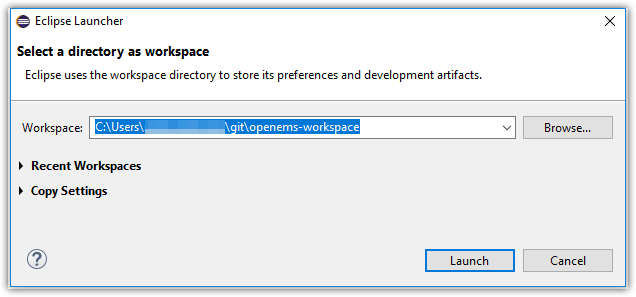 Eclipse Launcher
Select a directory as workspace
Eclipse uses the workspace directory to store its preferences and development artifacts.
Workspace: C:\Users\ \git\openems-workspace Browse...
Recent Workspaces
Copy Settings
? Launch Cancel